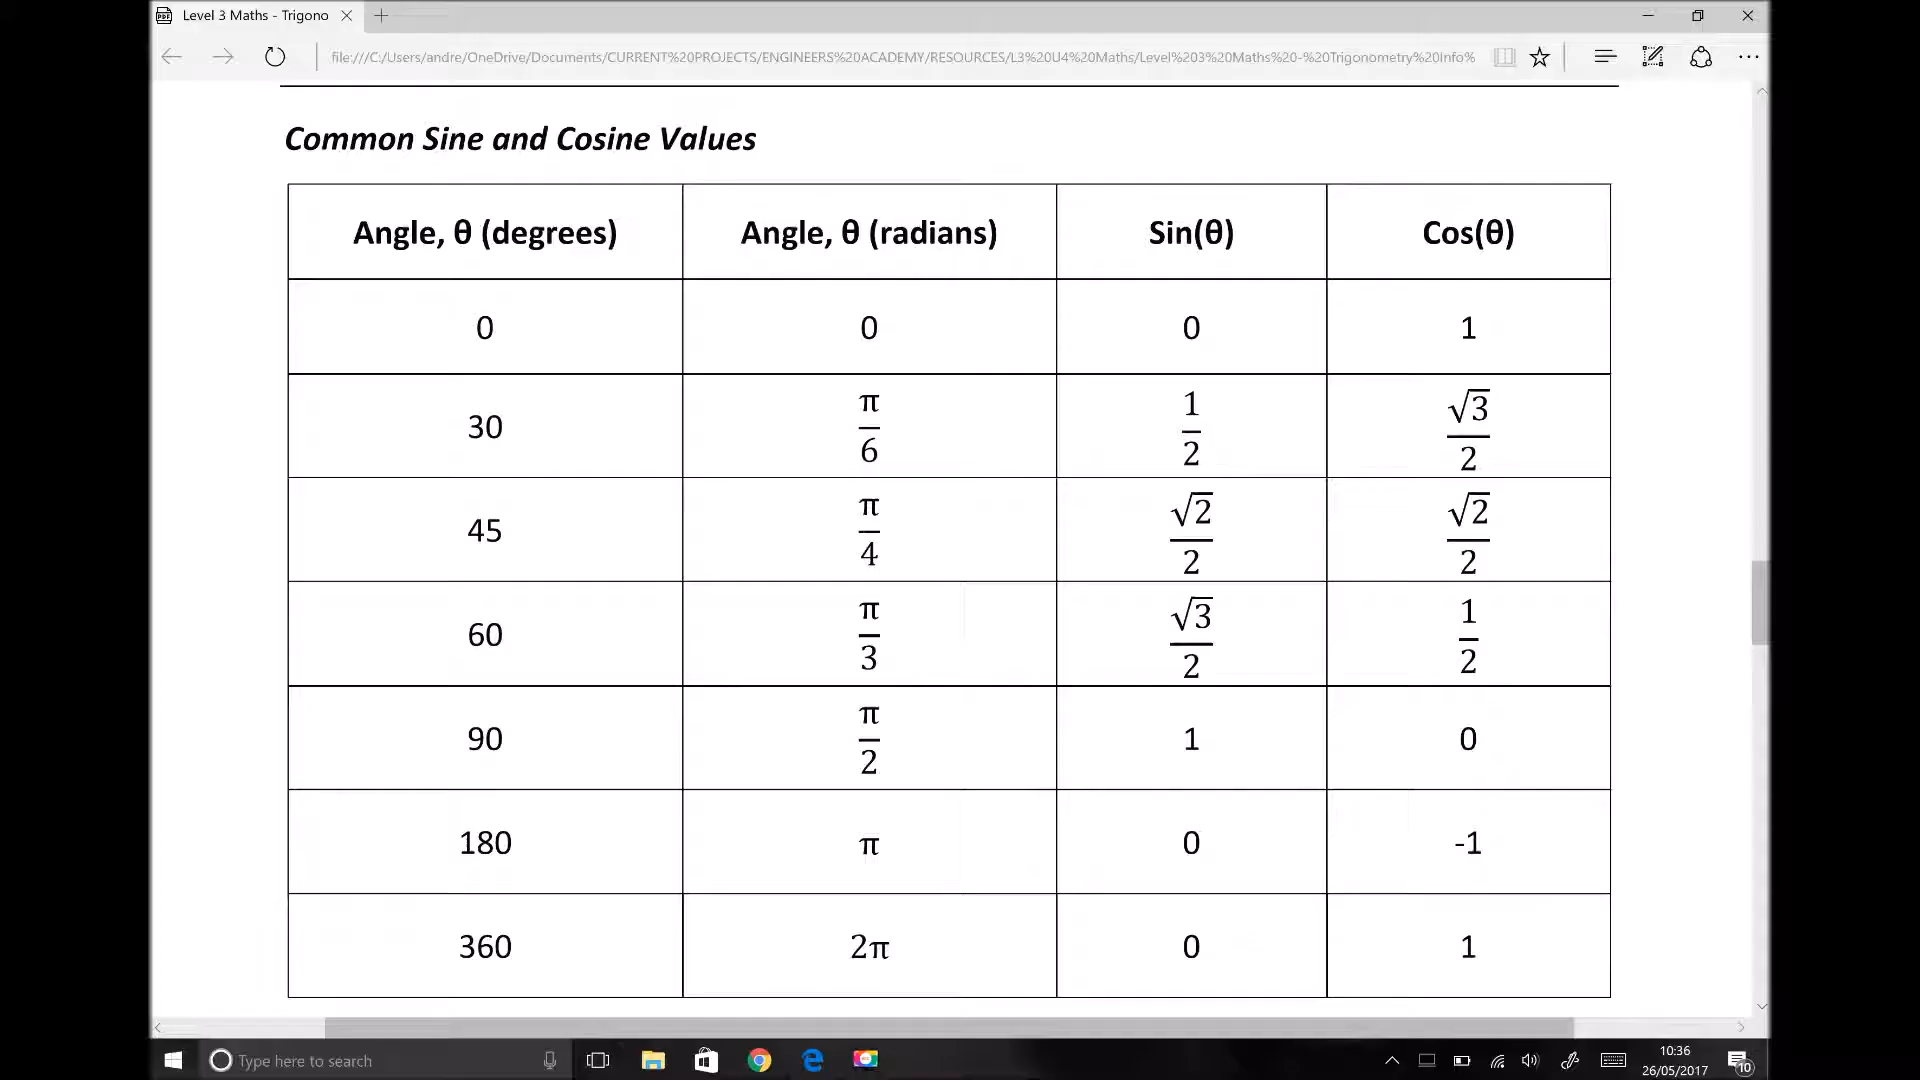 Level 3 Maths - Trigono
file:///C:/Users/andre/OneDrive/Documents/CURRENT%20PROJECTS/ENGINEERS%20ACADEMY/RESOURCES/L3%20U4%20Maths/Level%203%20Maths%20-%20Trigonometry%20Info%
Common Sine and Cosine Values
Angle, θ (degrees) Angle, θ (radians) Sin(θ) Cos(θ)
0 0 0 1
30 π/6 1/2 √3/2
45 π/4 √2/2 √2/2
60 π/3 √3/2 1/2
90 π/2 1 0
180 π 0 -1
360 2π 0 1
Type here to search
10:36
26/05/2017
10